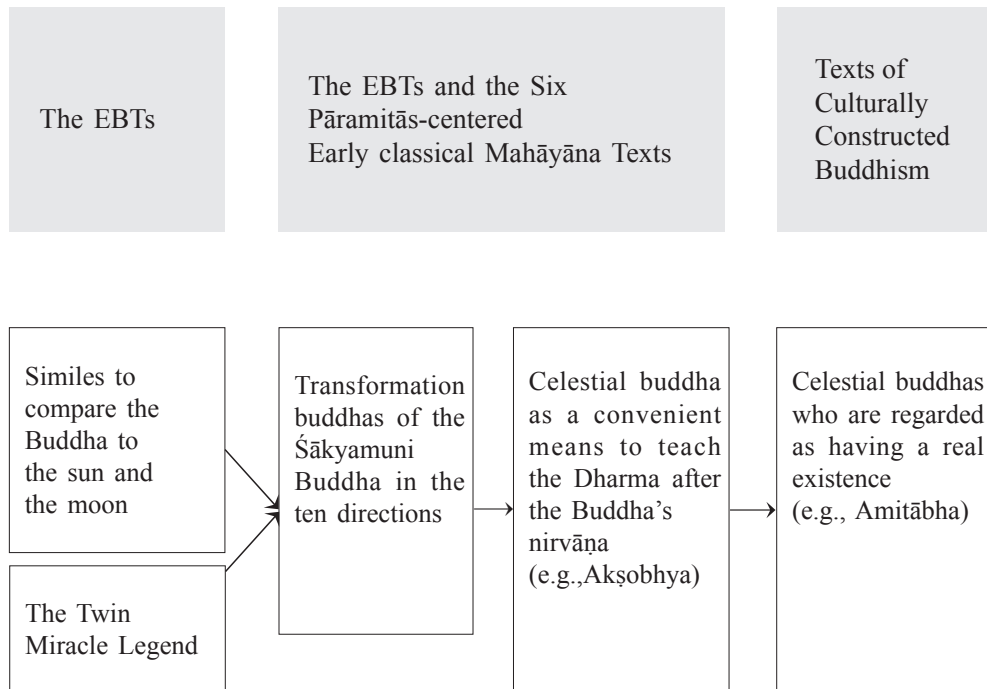 The EBTs
The EBTs and the Six
Pāramitās-centered
Early classical Mahāyāna Texts
Texts of
Culturally
Constructed
Buddhism
Similes to
compare the
Buddha to
the sun and
the moon
The Twin
Miracle Legend
Transformation
buddhas of the
Śākyamuni
Buddha in the
ten directions
Celestial buddha
as a convenient
means to teach
the Dharma after
the Buddha’s
nirvāṇa
(e.g.,Akṣobhya)
Celestial buddhas
who are regarded
as having a real
existence
(e.g., Amitābha)